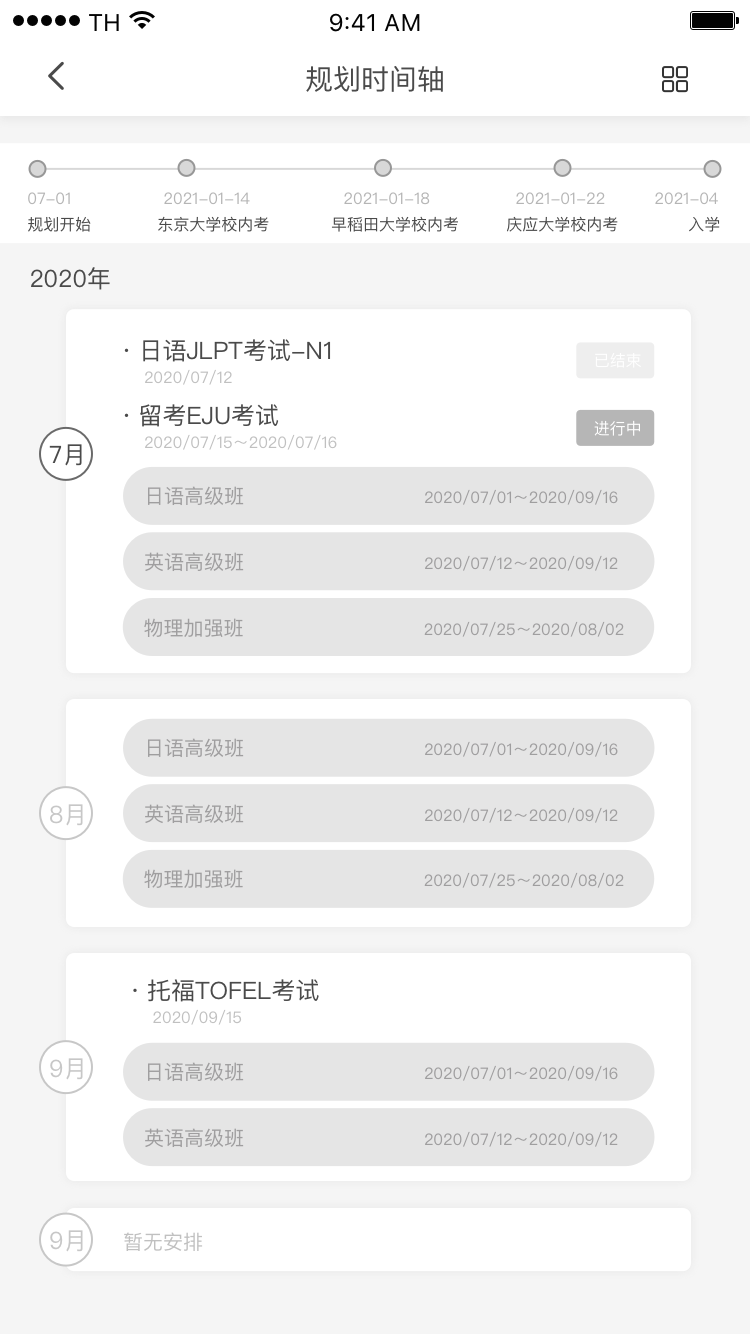 TH 9:41 AM
规划时间轴
07-01 2021-01-14 2021-01-18 2021-01-22 2021-04
规划开始 东京大学校内考 早稻田大学校内考 庆应大学校内考 入学
2020年
· 日语JLPT考试-N1 已结束
2020/07/12
· 留考EJU考试 进行中
2020/07/15~2020/07/16
7月
日语高级班 2020/07/01~2020/09/16
英语高级班 2020/07/12~2020/09/12
物理加强班 2020/07/25~2020/08/02
日语高级班 2020/07/01~2020/09/16
8月 英语高级班 2020/07/12~2020/09/12
物理加强班 2020/07/25~2020/08/02
· 托福TOFEL考试
2020/09/15
9月 日语高级班 2020/07/01~2020/09/16
英语高级班 2020/07/12~2020/09/12
9月 暂无安排